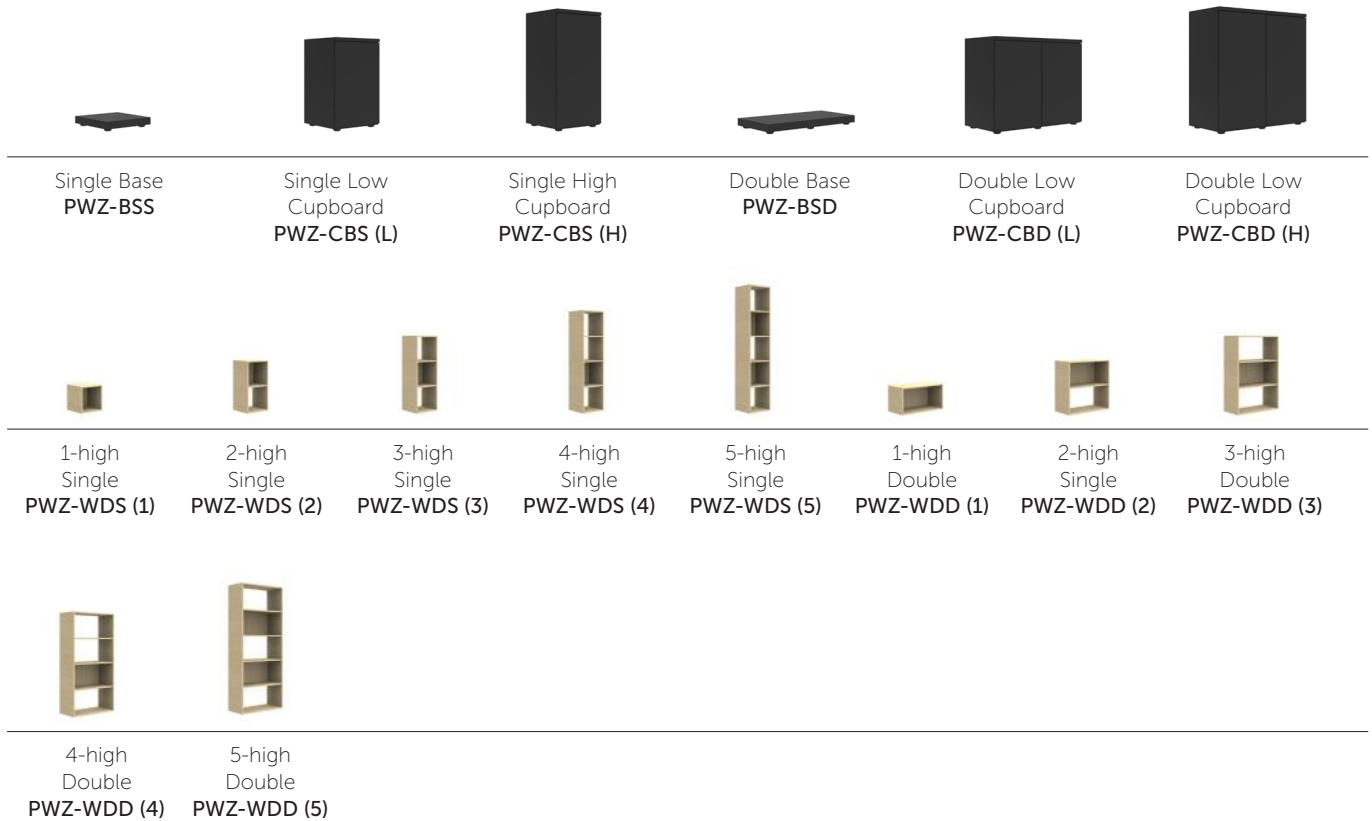 Single Base
PWZ-BSS
Single Low
Cupboard
PWZ-CBS (L)
Single High
Cupboard
PWZ-CBS (H)
Double Base
PWZ-BSD
Double Low
Cupboard
PWZ-CBD (L)
Double Low
Cupboard
PWZ-CBD (H)
1-high
Single
PWZ-WDS (1)
2-high
Single
PWZ-WDS (2)
3-high
Single
PWZ-WDS (3)
4-high
Single
PWZ-WDS (4)
5-high
Single
PWZ-WDS (5)
1-high
Double
PWZ-WDD (1)
2-high
Single
PWZ-WDD (2)
3-high
Double
PWZ-WDD (3)
4-high
Double
PWZ-WDD (4)
5-high
Double
PWZ-WDD (5)